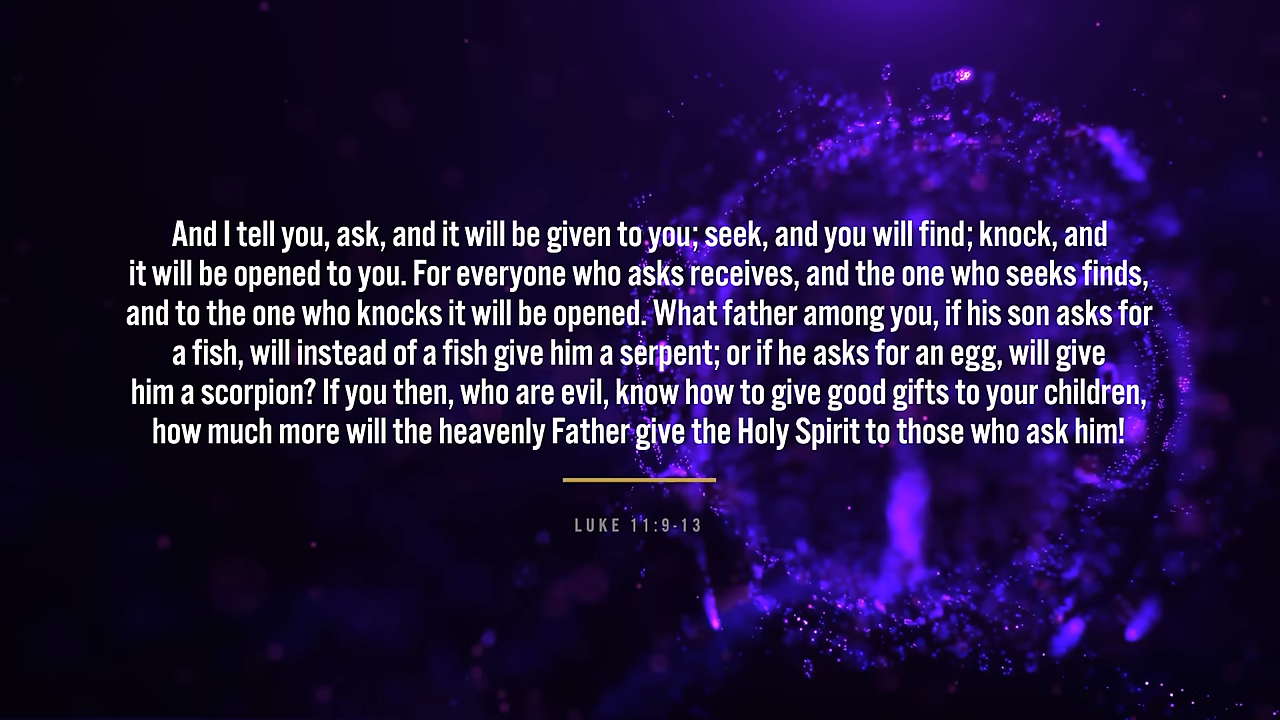 And I tell you, ask, and it will be given to you; seek, and you will find; knock, and
it will be opened to you. For everyone who asks receives, and the one who seeks finds,
and to the one who knocks it will be opened. What father among you, if his son asks for
a fish, will instead of a fish give him a serpent; or if he asks for an egg, will give
him a scorpion? If you then, who are evil, know how to give good gifts to your children,
how much more will the heavenly Father give the Holy Spirit to those who ask him!
LUKE 11:9-13